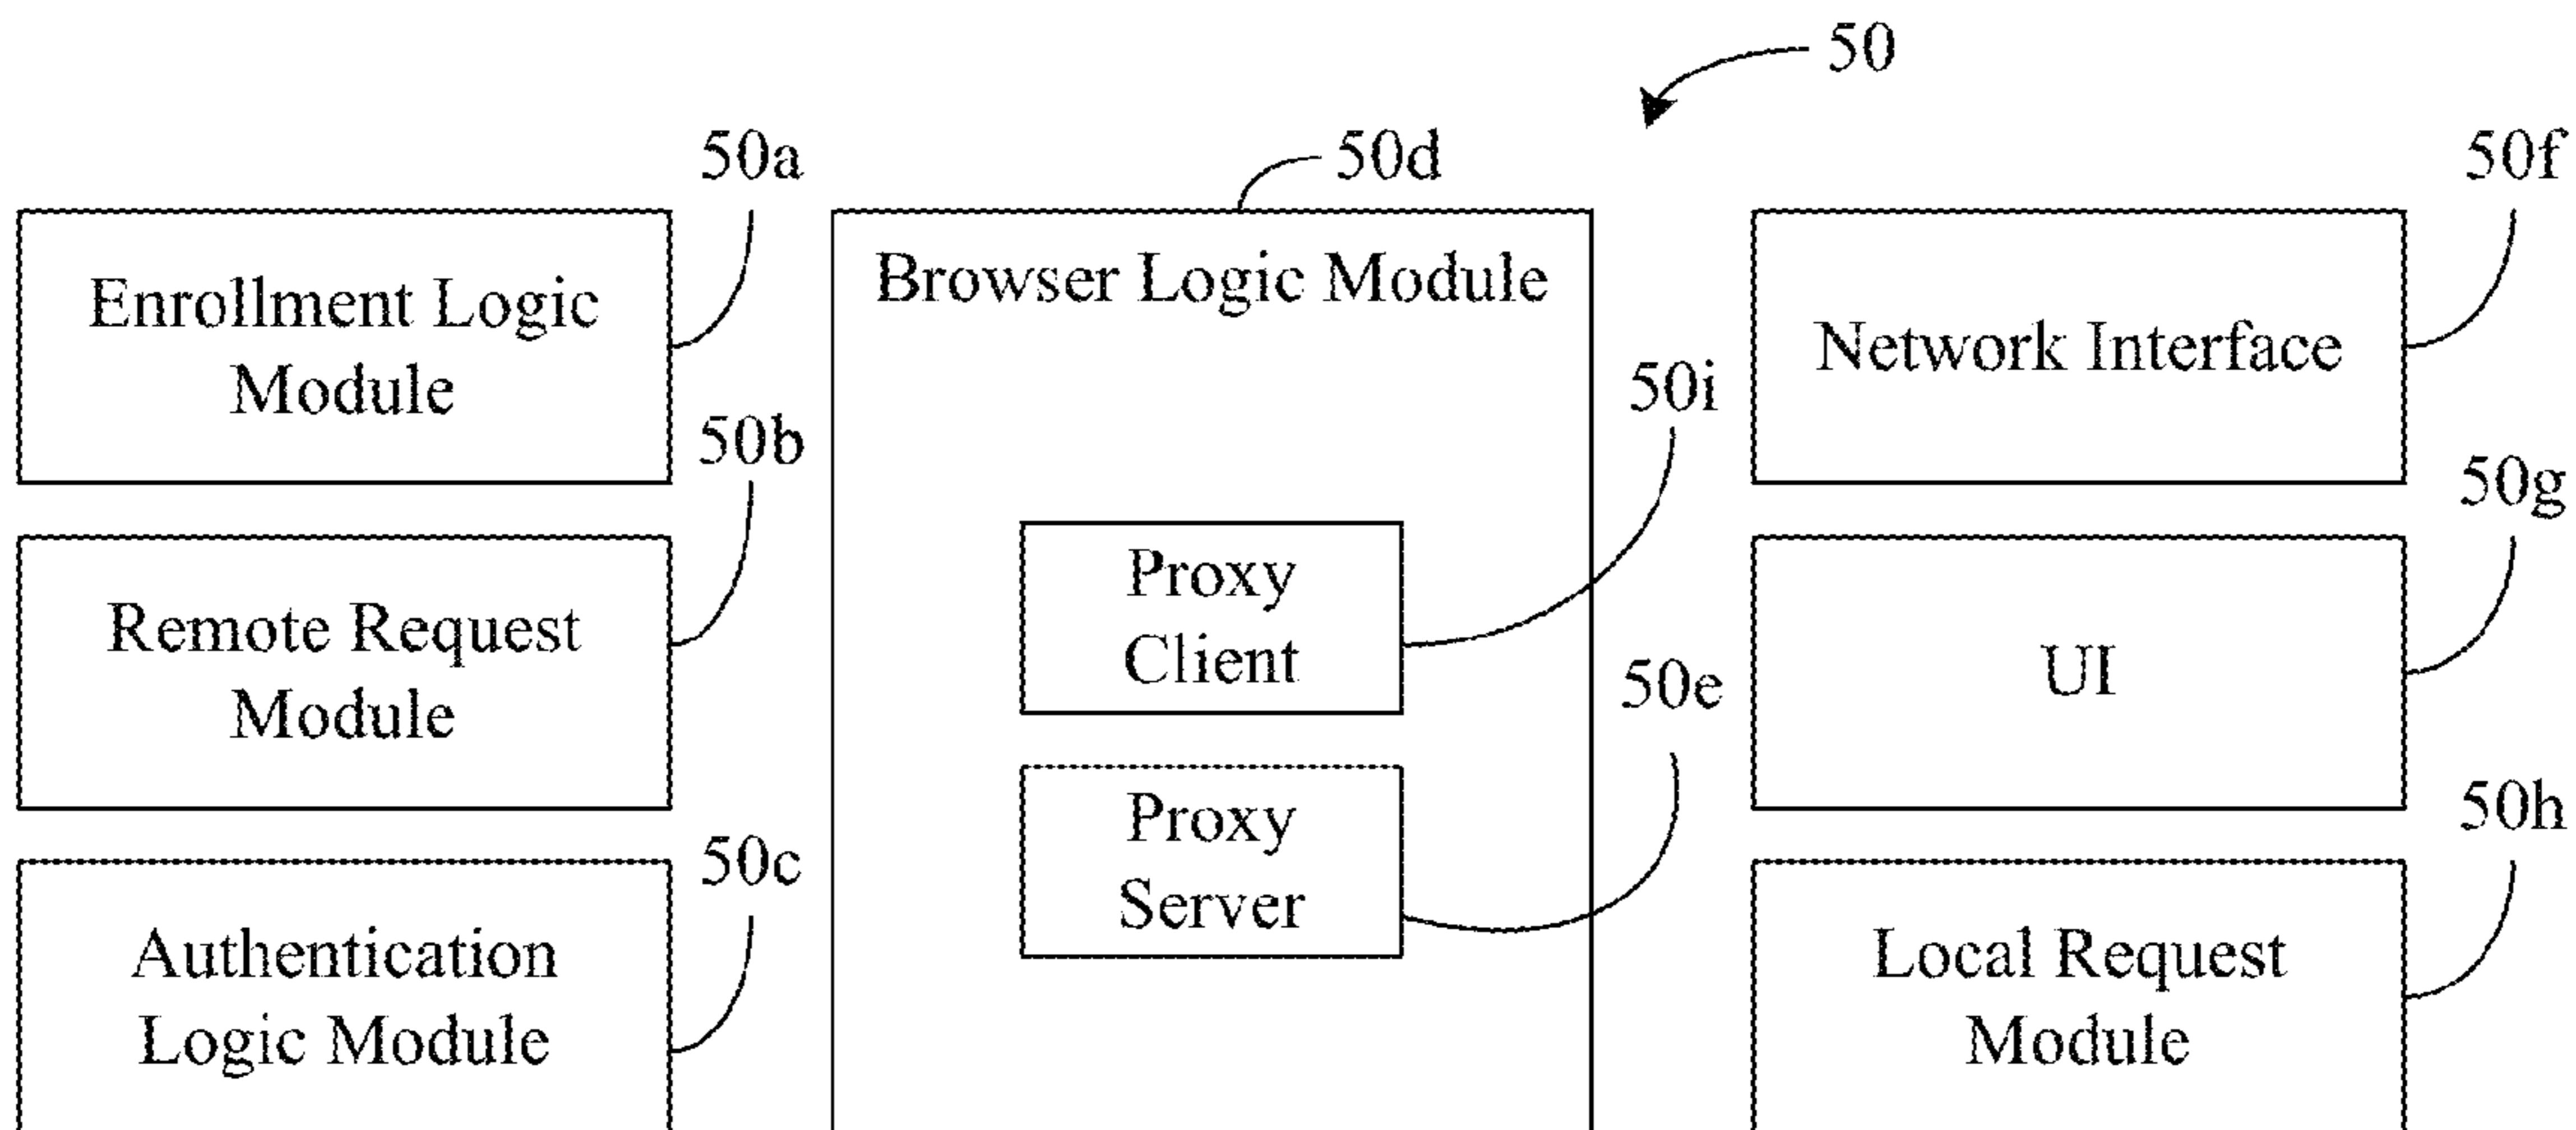 50
50a
50d
50f
Enrollment Logic
Module
Browser Logic Module
Network Interface
50i
50b
50g
Remote Request
Module
Proxy
Client
UI
50e
50c
50h
Proxy
Server
Authentication
Logic Module
Local Request
Module